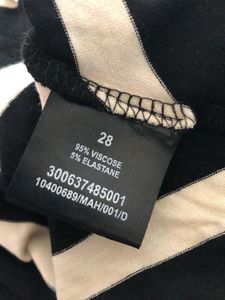 28
95% VISCOSE
5% ELASTANE
300637485001
10400689/MAH/001/D